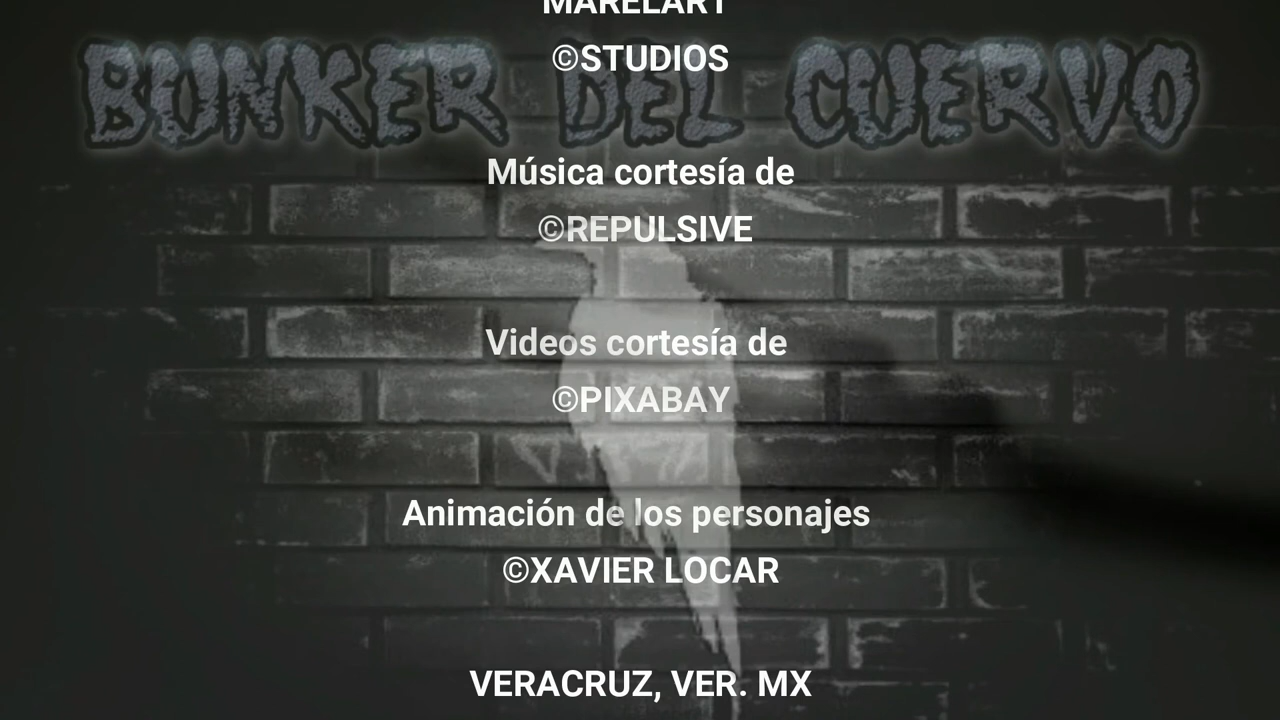 MARELART
©STUDIOS
BUNKER DEL CUERVO
Música cortesía de
©REPULSIVE
Videos cortesía de
©PIXABAY
Animación de los personajes
©XAVIER LOCAR
VERACRUZ, VER. MX